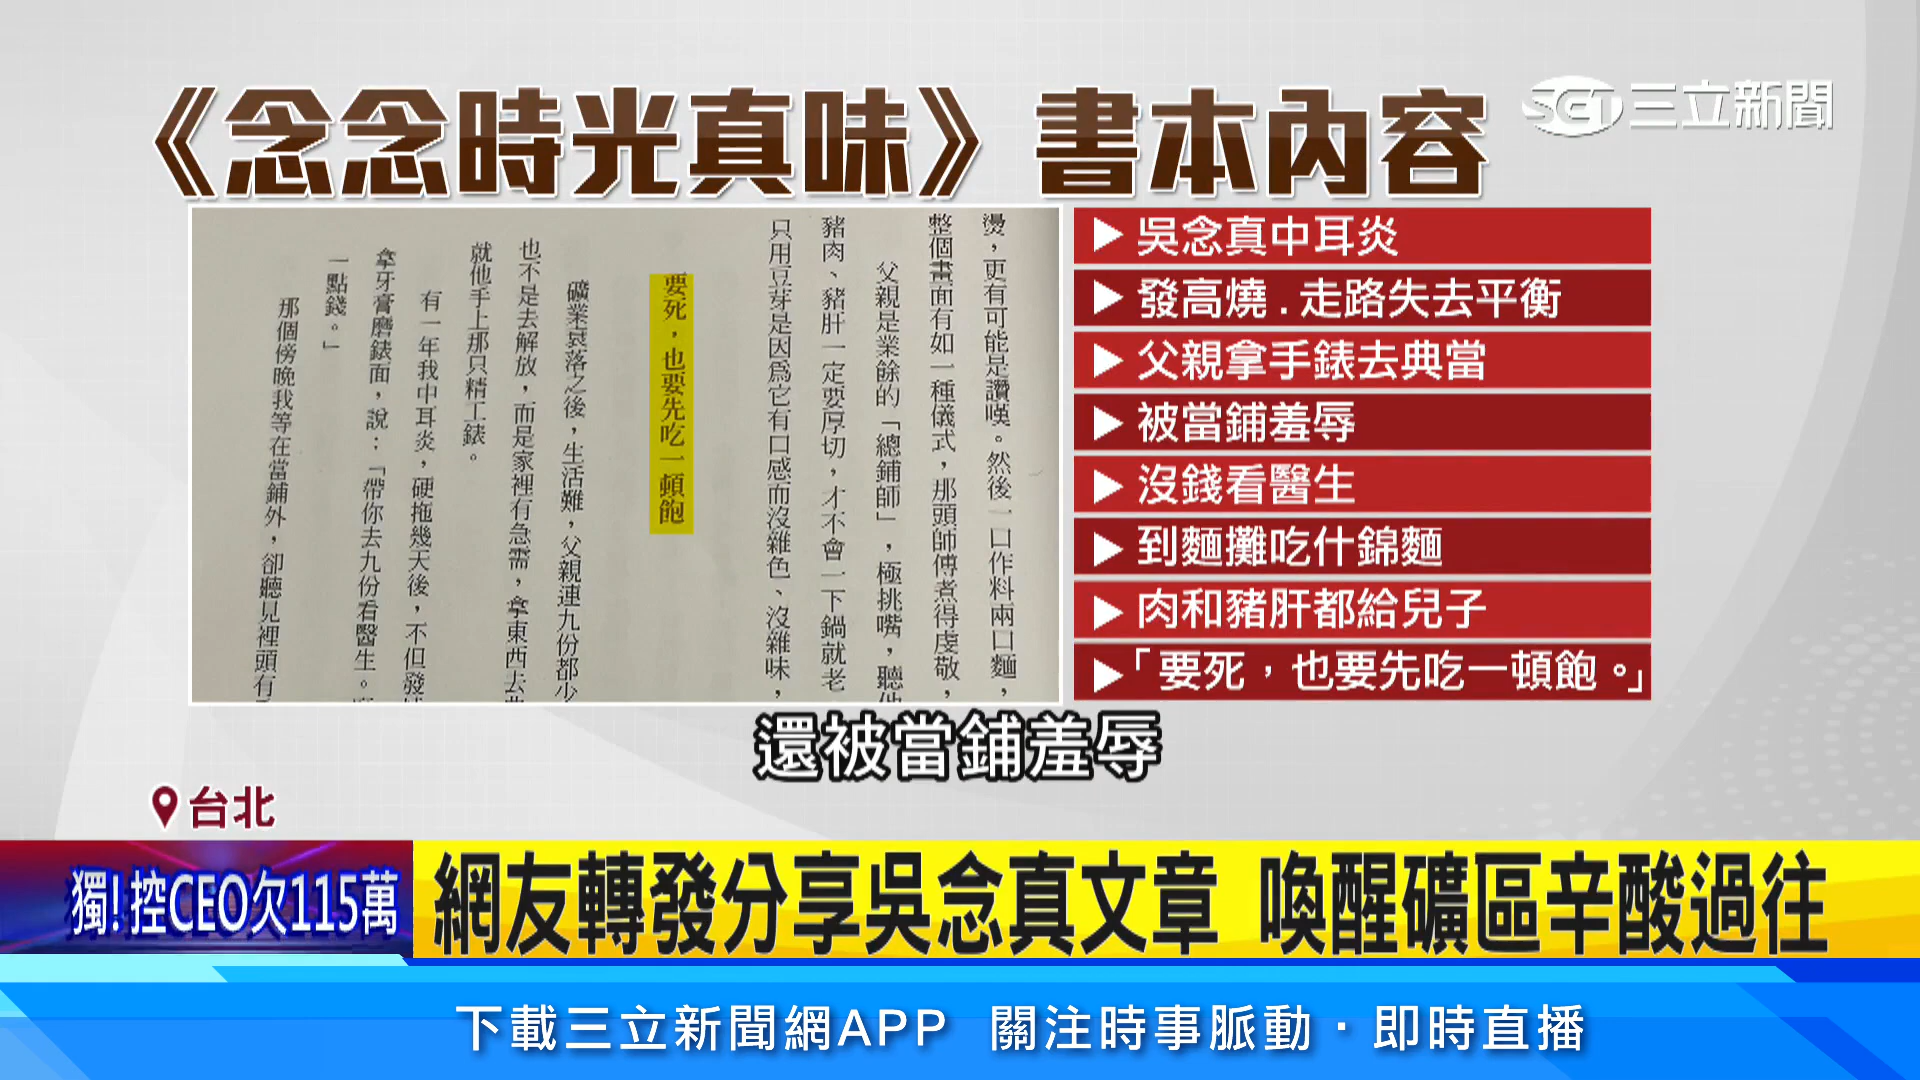 《念念時光真味》書本內容
SET三立新聞
燙，更有可能是讚嘆。然後一口作料兩口麵，
整個畫面有如一種儀式，那頭師傅煮得虔敬，
父親是業餘的「總鋪師」，極挑嘴，聽他
豬肉、豬肝一定要厚切，才不會一下鍋就老
只用豆芽是因為它有口感而沒雜色、沒雜味，
要死，也要先吃一頓飽
礦業衰落之後，生活難，父親連九份都少
也不是去解放，而是家裡有急需，拿東西去典
就他手上那只精工錶。
有一年我中耳炎，硬拖幾天後，不但發
拿牙膏磨錶面，說：「帶你去九份看醫生。
一點錢。」
那個傍晚我等在當鋪外，卻聽見裡頭有
▶吳念真中耳炎
▶發高燒.走路失去平衡
▶父親拿手錶去典當
▶被當鋪羞辱
▶沒錢看醫生
▶到麵攤吃什錦麵
▶肉和豬肝都給兒子
▶「要死，也要先吃一頓飽。」
還被當鋪羞辱
台北
獨!控CEO欠115萬
網友轉發分享吳念真文章 喚醒礦區辛酸過往
下載三立新聞網APP 關注時事脈動·即時直播